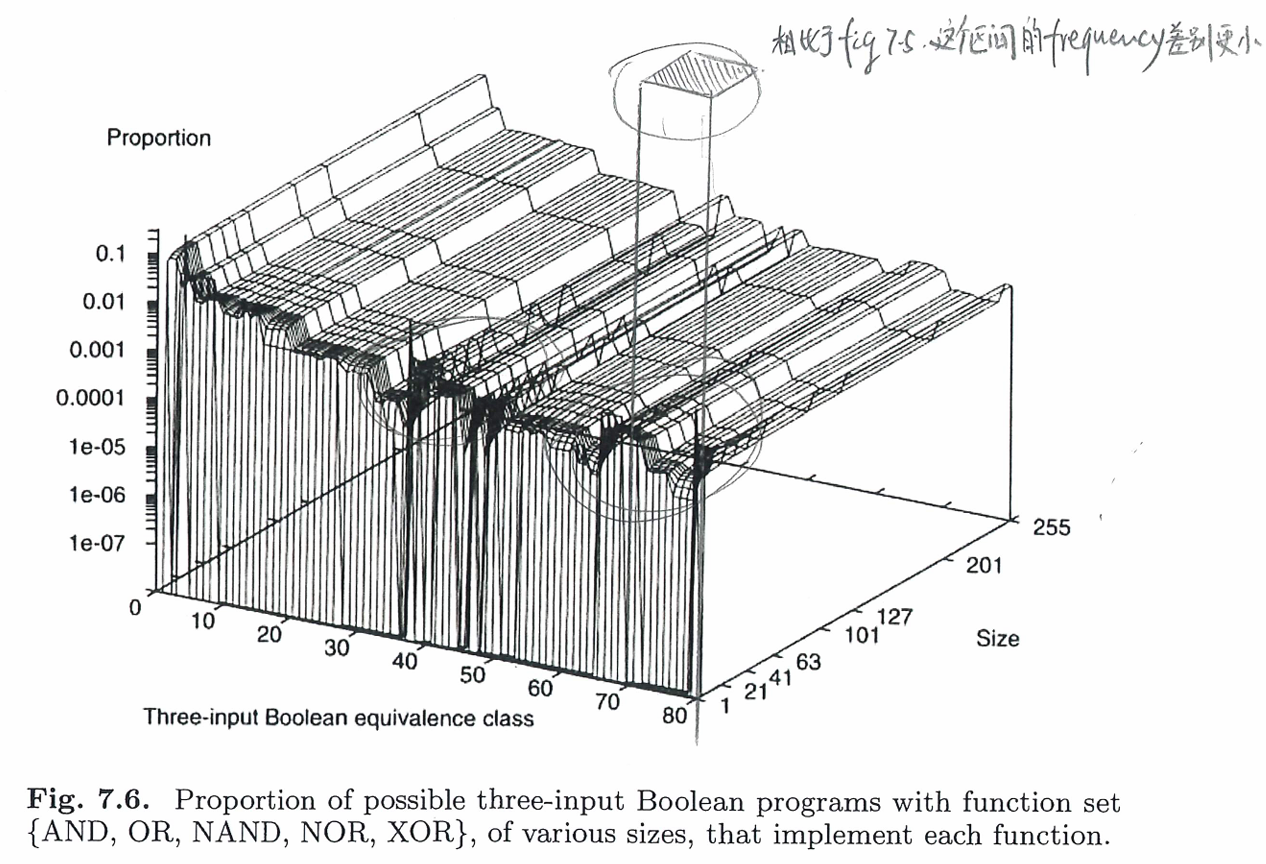 相比于fig 7.5.这个区间的frequency差别更小
Proportion
0.1
0.01
0.001
0.0001
1e-05
1e-06
1e-07
0
10
20
30
40
50
60
70
80
1
21
41
63
101
127
201
255
Size
Three-input Boolean equivalence class
Fig. 7.6. Proportion of possible three-input Boolean programs with function set
{AND, OR, NAND, NOR, XOR}, of various sizes, that implement each function.